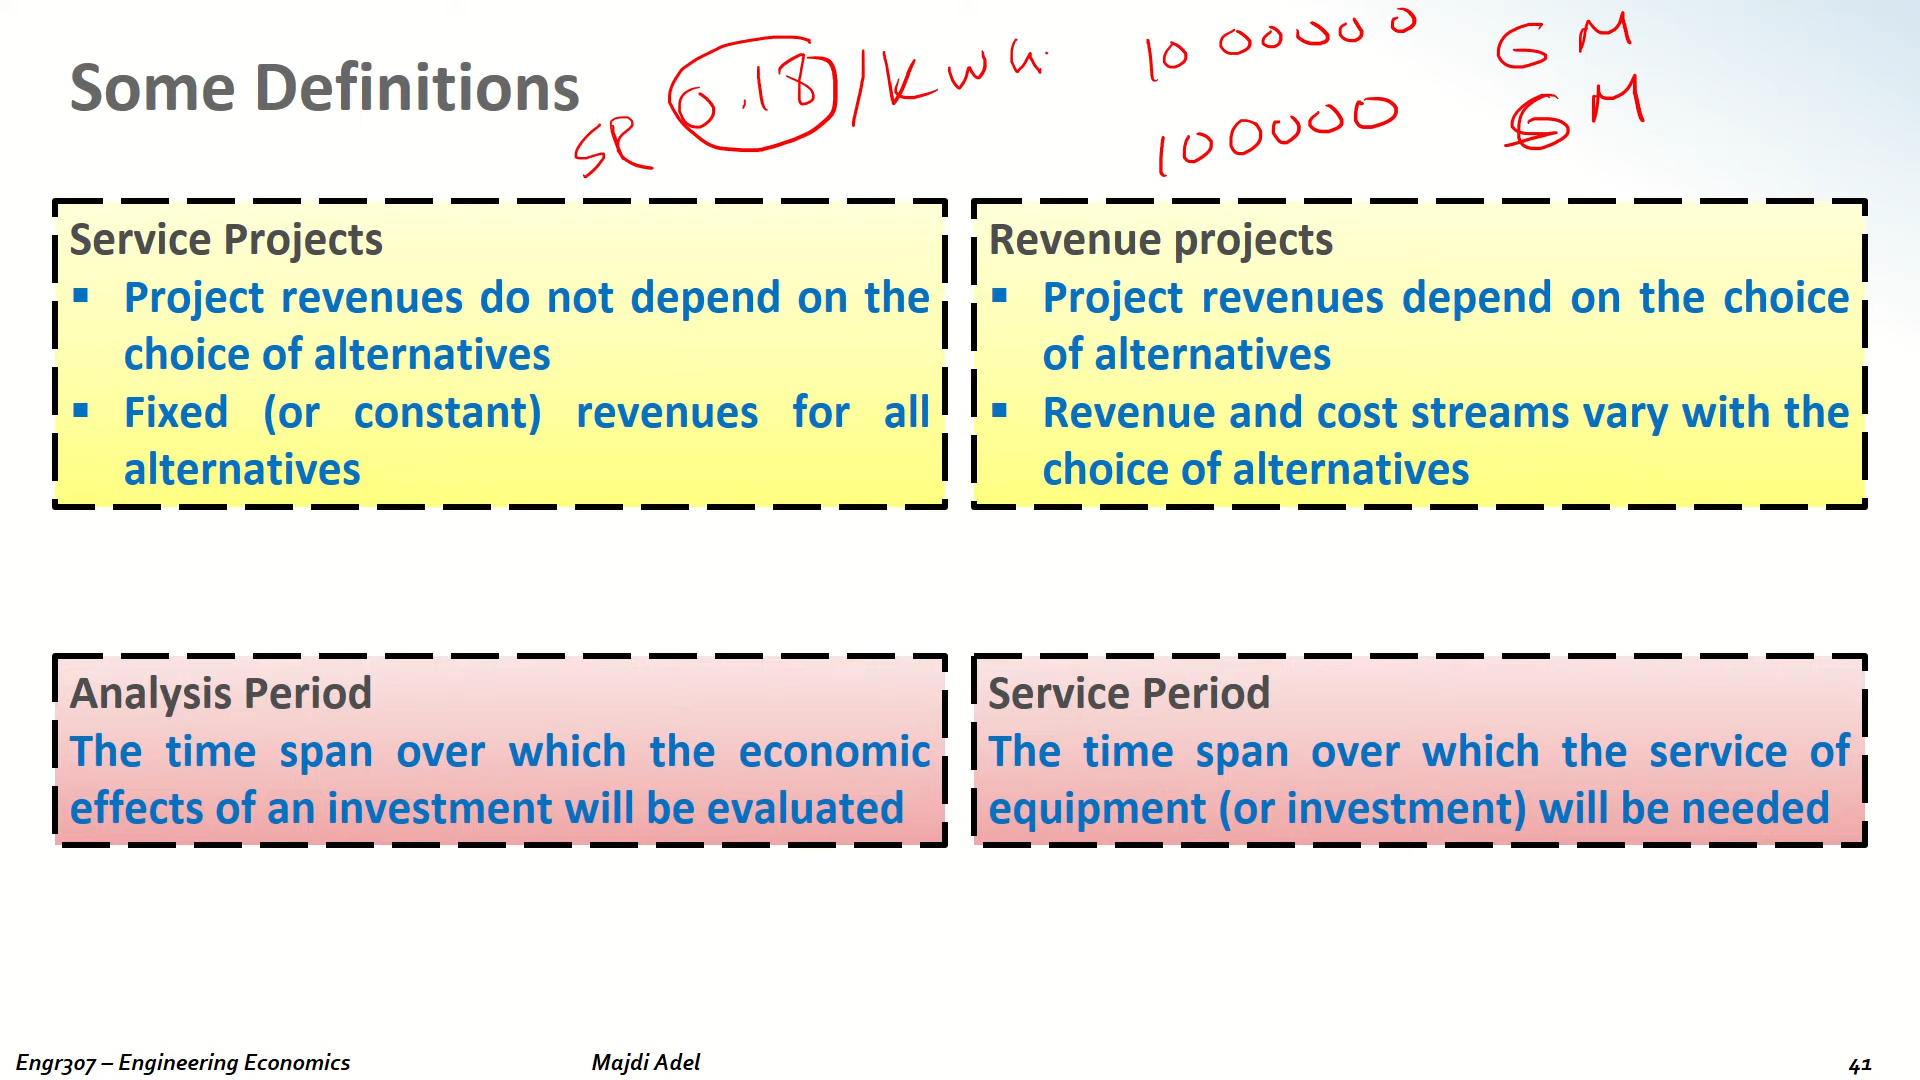 Some Definitions
SR 0.18/Kwh
1000000 GM
100000 GM
Service Projects
▪ Project revenues do not depend on the
choice of alternatives
▪ Fixed (or constant) revenues for all
alternatives
Revenue projects
▪ Project revenues depend on the choice
of alternatives
▪ Revenue and cost streams vary with the
choice of alternatives
Analysis Period
The time span over which the economic
effects of an investment will be evaluated
Service Period
The time span over which the service of
equipment (or investment) will be needed
Engr307 – Engineering Economics
Majdi Adel
41